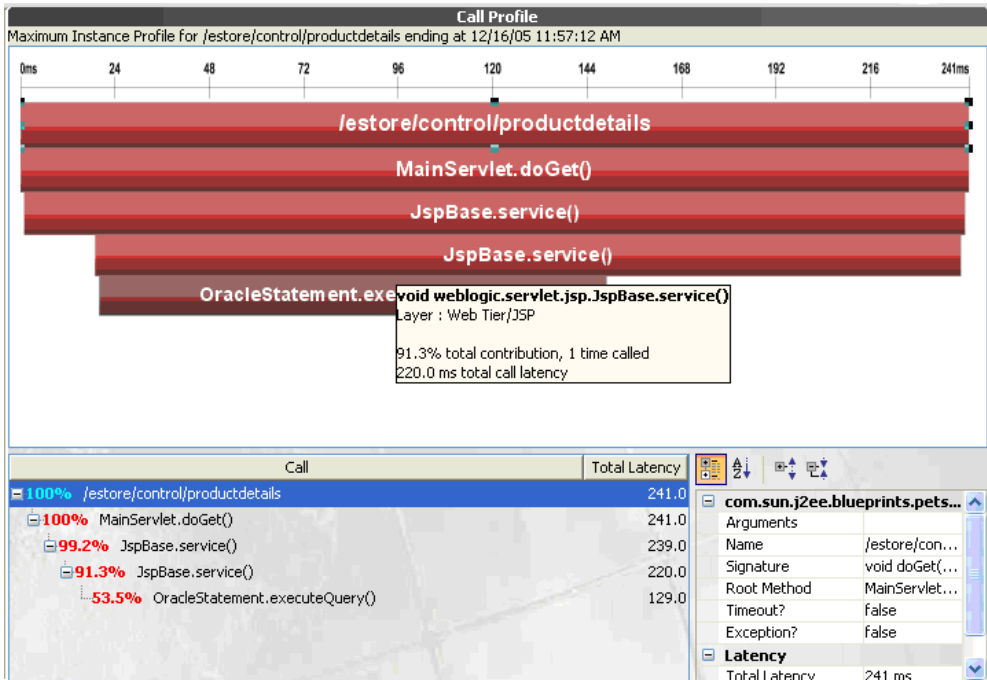 Call Profile
Maximum Instance Profile for /estore/control/productdetails ending at 12/16/05 11:57:12 AM
0ms 24 48 72 96 120 144 168 192 216 241ms
/estore/control/productdetails
MainServlet.doGet()
JspBase.service()
JspBase.service()
OracleStatement.exe
void weblogic.servlet.jsp.JspBase.service()
Layer : Web Tier/JSP
91.3% total contribution, 1 time called
220.0 ms total call latency
Call Total Latency
100% /estore/control/productdetails 241.0
100% MainServlet.doGet() 241.0
99.2% JspBase.service() 239.0
91.3% JspBase.service() 220.0
53.5% OracleStatement.executeQuery() 129.0
com.sun.j2ee.blueprints.pets...
Arguments
Name /estore/con...
Signature void doGet(...
Root Method MainServlet...
Timeout? false
Exception? false
Latency
Total Latency 241 ms